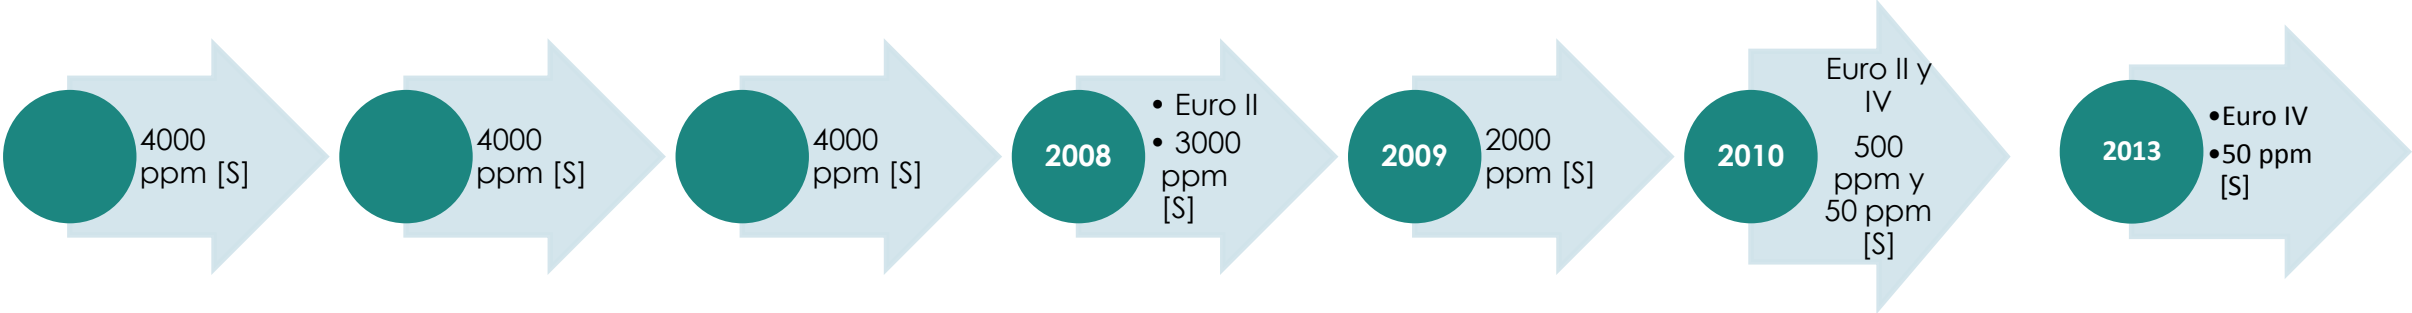 4000
ppm [S]
4000
ppm [S]
4000
ppm [S]
2008
• Euro II
• 3000
ppm
[S]
2009
2000
ppm [S]
2010
Euro II y
IV
500
ppm y
50 ppm
[S]
2013
•Euro IV
•50 ppm
[S]